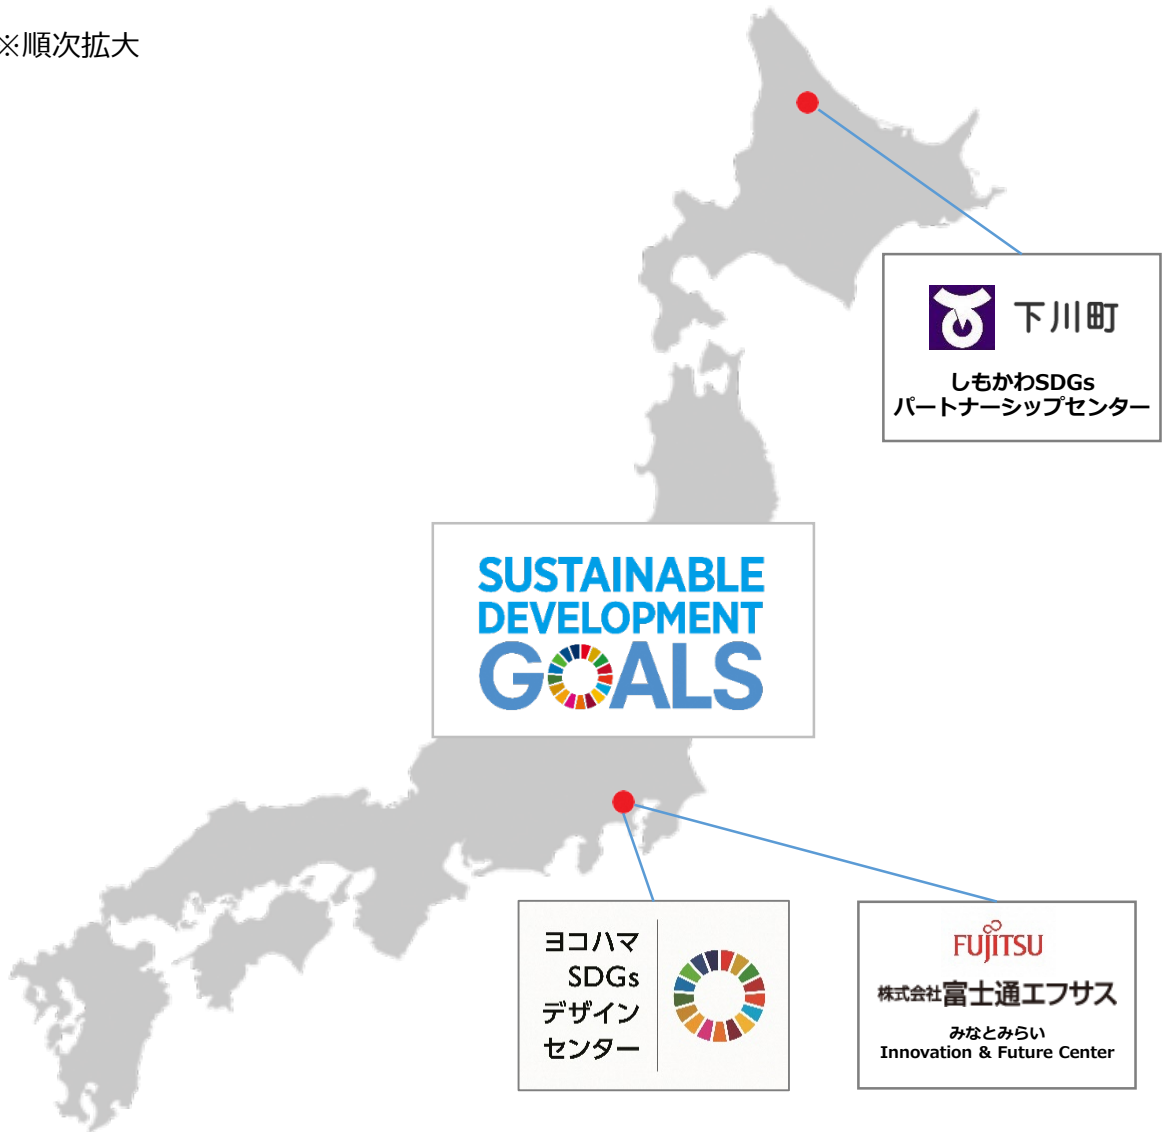 ※順次拡大
下川町
しもかわSDGs
パートナーシップセンター
SUSTAINABLE
DEVELOPMENT
GOALS
ヨコハマ
SDGs
デザイン
センター
FUJITSU
株式会社富士通エフサス
みなとみらい
Innovation & Future Center